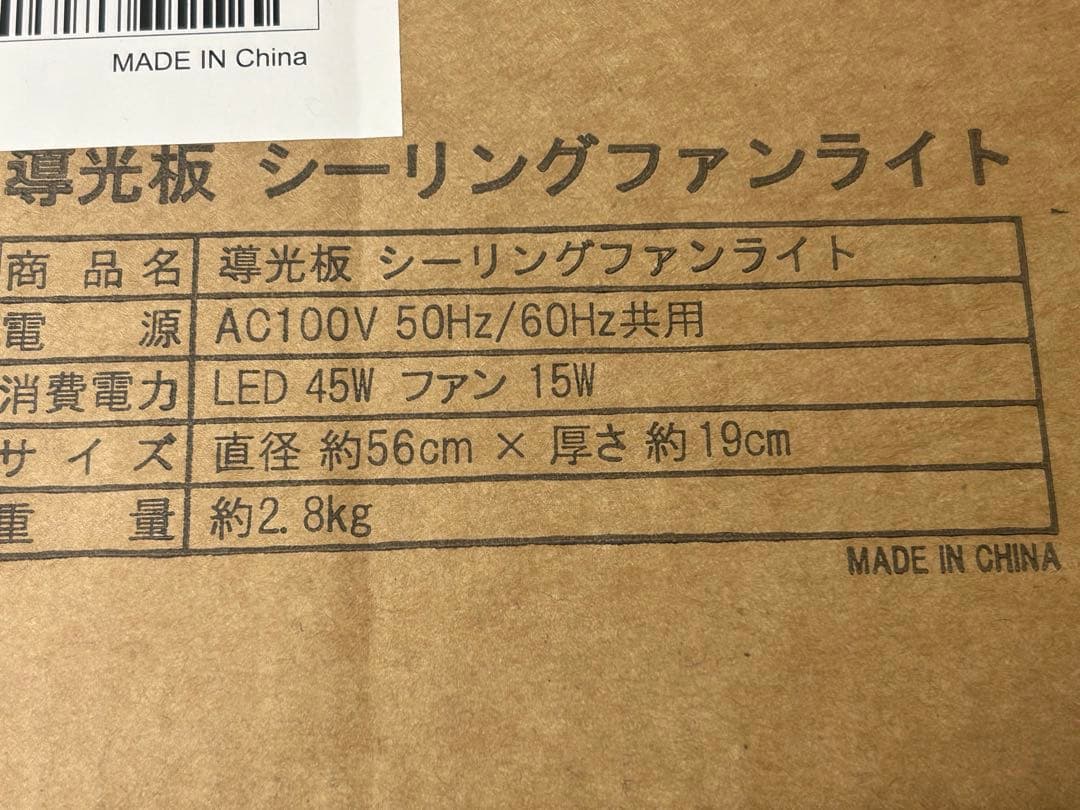 MADE IN China
導光板 シーリングファンライト
商品名 導光板 シーリングファンライト
電源 AC100V 50Hz/60Hz共用
消費電力 LED 45W ファン 15W
サイズ 直径 約56cm × 厚さ 約19cm
重量 約2.8kg
MADE IN CHINA